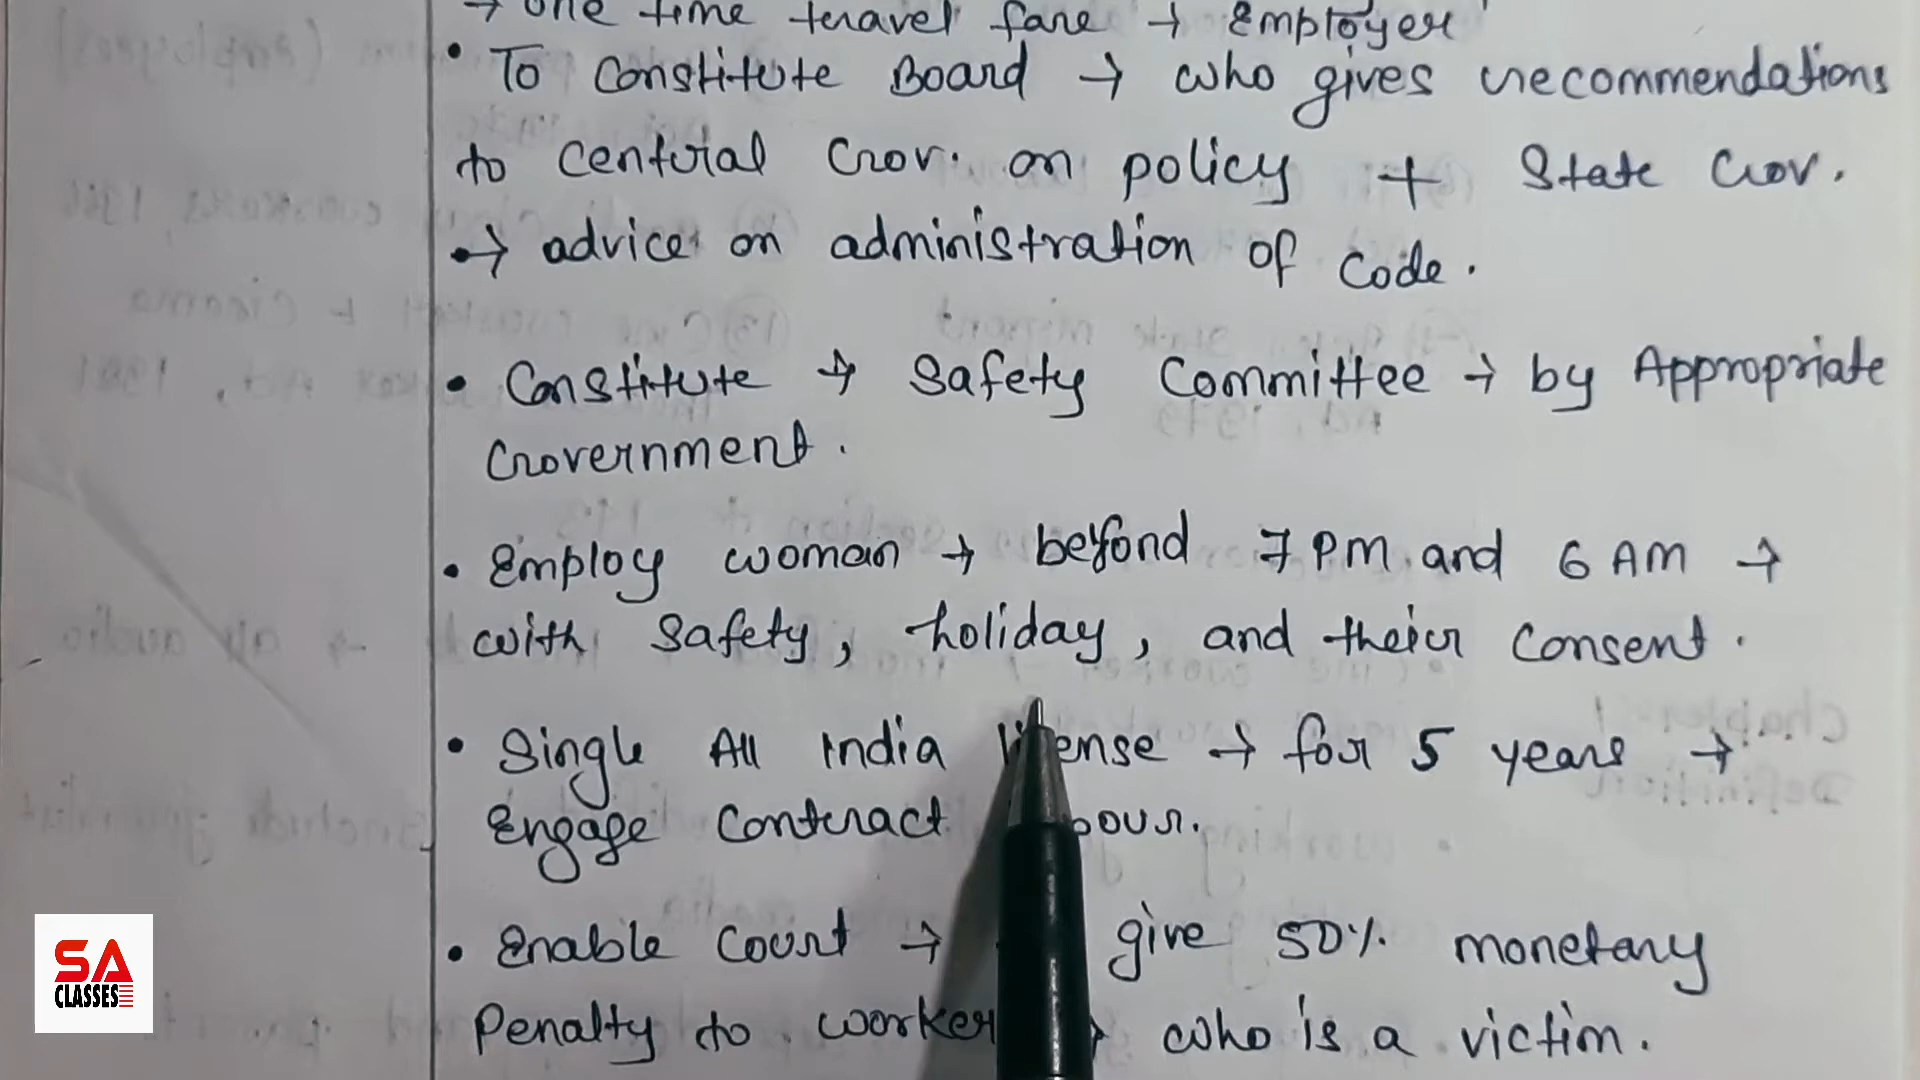 → one time travel fare → Employer
• To Constitute Board → who gives recommendations
to central Gov. on policy + State Gov.
→ advice on administration of code.
• Constitute → Safety Committee → by Appropriate
Government.
• Employ woman → beyond 7 PM and 6 AM →
with safety, holiday, and their consent.
• Single All India → for 5 years →
Engage contract
• Enable court → give 50% monetary
Penalty to worker → who is a victim.
SA
CLASSES